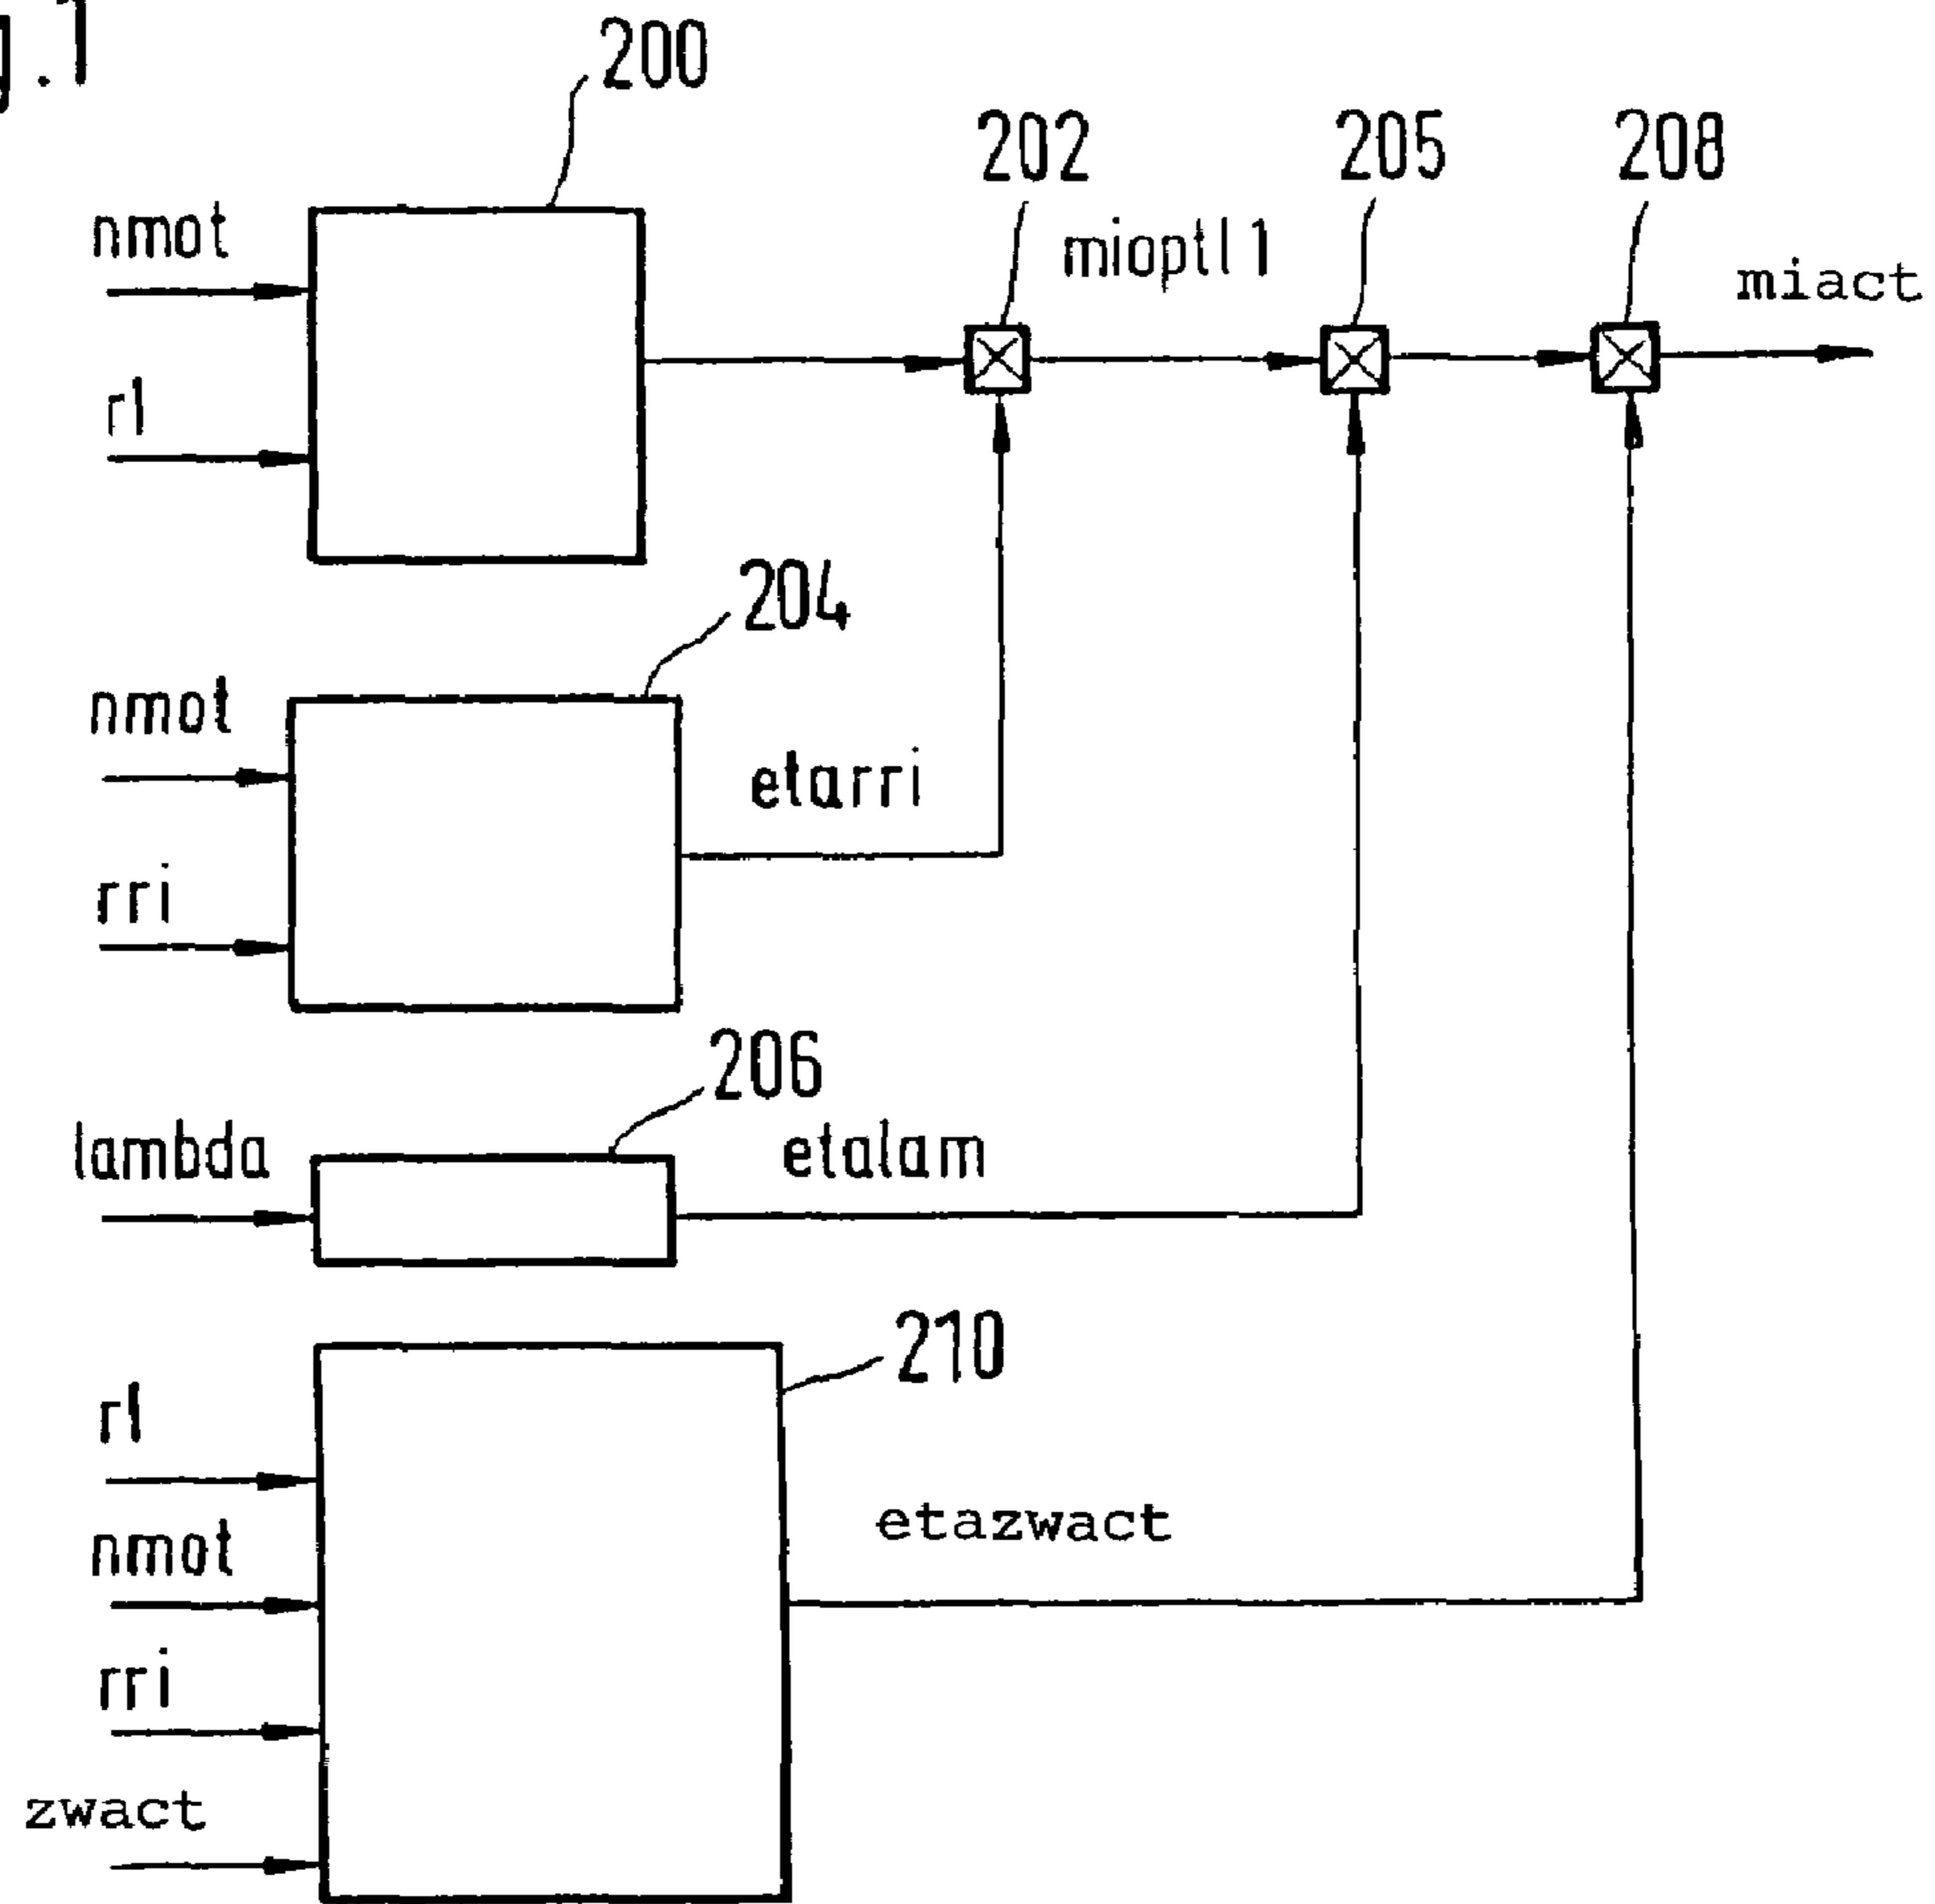 g.1
200
202
205
208
nmot
mioptl1
miact
rl
204
nmot
etarri
rri
206
lambda
etalam
210
rl
nmot
etazwact
rri
zwact